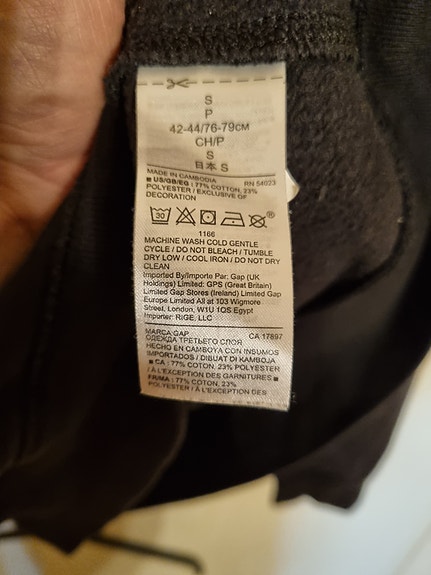 S
P
42-44/76-79CM
CH/P
S
日本 S
MADE IN CAMBODIA RN 54023
■ US/GB/EG : 77% COTTON, 23%
POLYESTER / EXCLUSIVE OF
DECORATION
30
®
1166
MACHINE WASH COLD GENTLE
CYCLE / DO NOT BLEACH / TUMBLE
DRY LOW / COOL IRON / DO NOT DRY
CLEAN
Imported By/Importe Par: Gap (UK
Holdings) Limited: GPS (Great Britain)
Limited Gap Stores (Ireland) Limited Gap
Europe Limited All at 103 Wigmore
Street, London, W1U 1QS Egypt
Importer: RIGE, LLC
MARCA GAP CA 17897
ОДЕЖДА ТРЕТЬЕГО СЛОЯ
HECHO EN CAMBOYA CON INSUMOS
IMPORTADOS / DIBUAT DI KAMBOJA
■ CA : 77% COTON, 23% POLYESTER
/ À L'EXCEPTION DES GARNITURES ■
FR/MA : 77% COTON, 23%
POLYESTER / À L'EXCEPTION DES